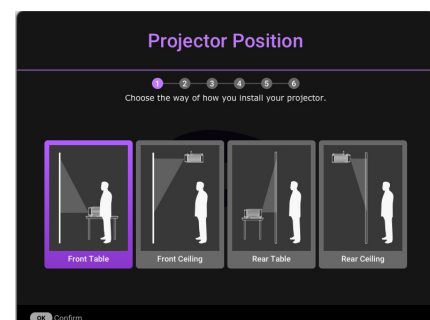 Projector Position
1 2 3 4 5 6
Choose the way of how you install your projector.
Front Table Front Ceiling Rear Table Rear Ceiling
OK Confirm